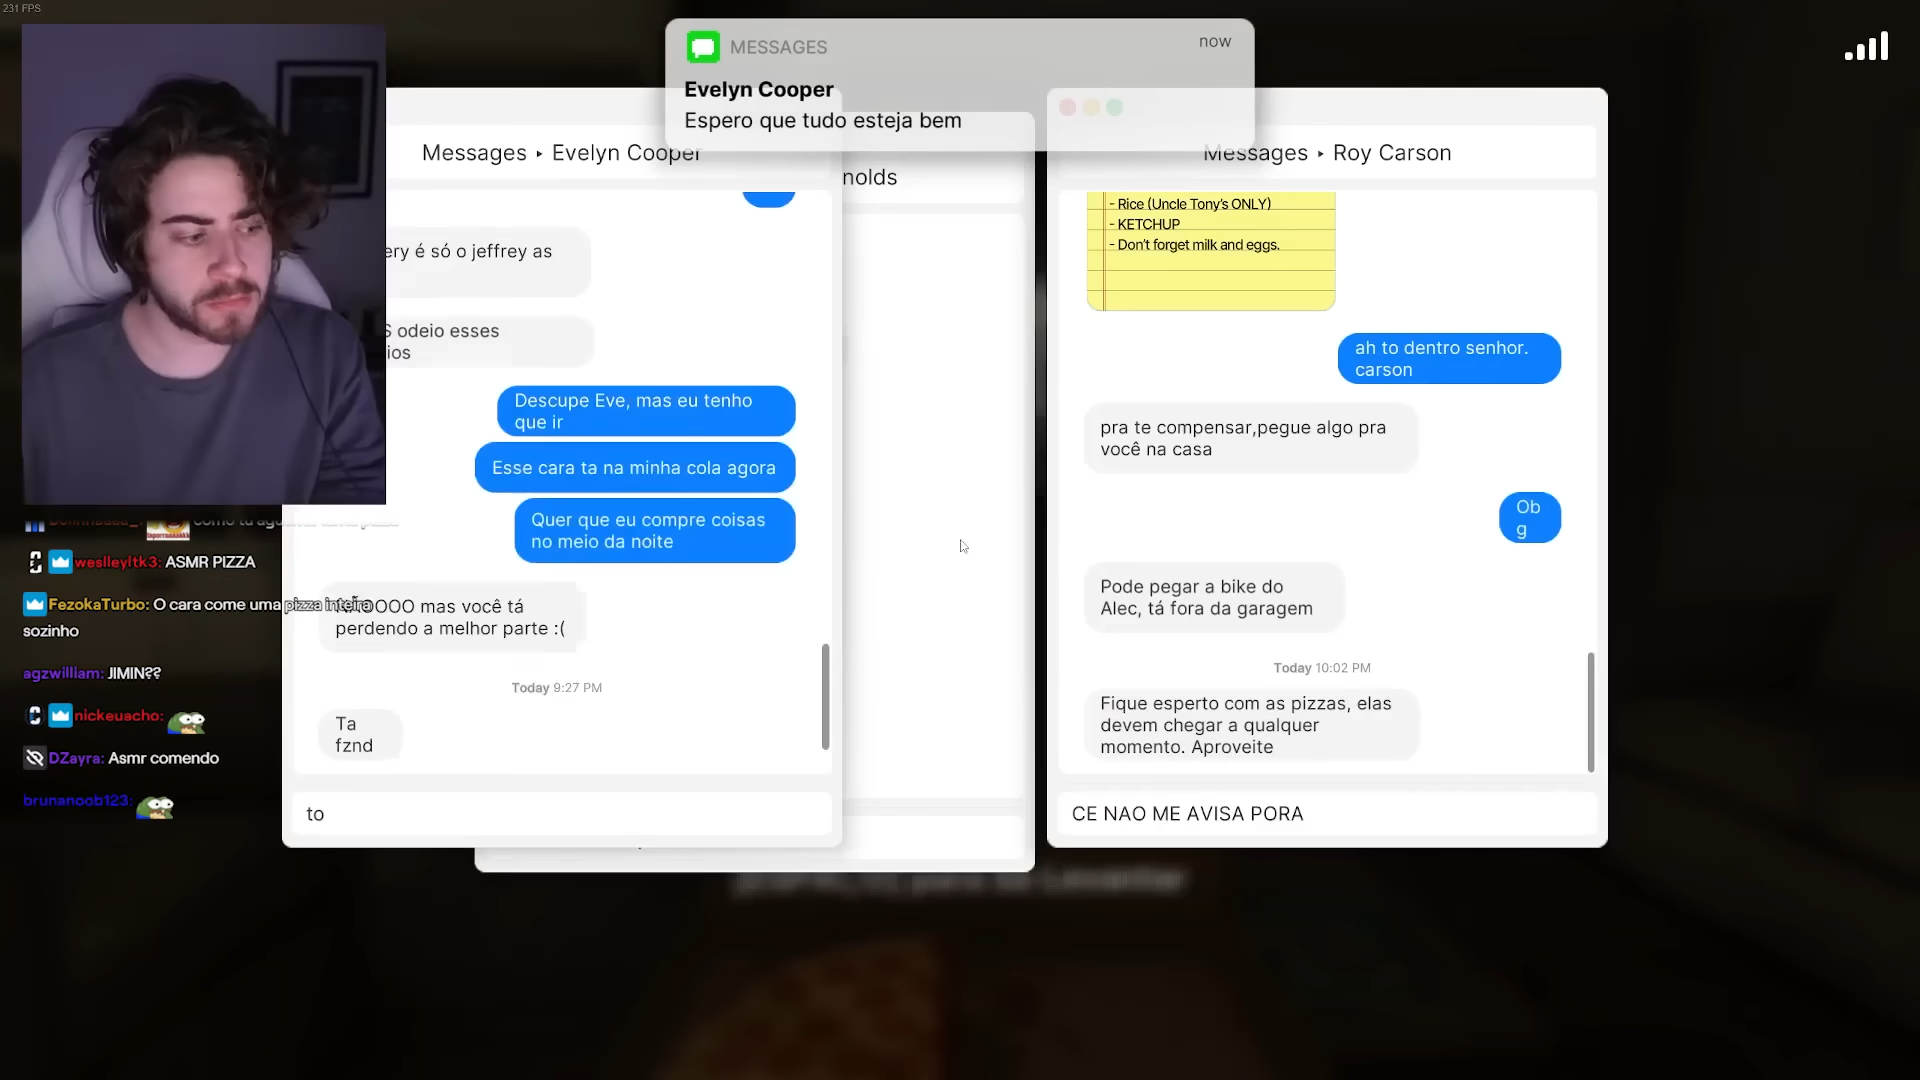 231 FPS
MESSAGES
now
Evelyn Cooper
Espero que tudo esteja bem
Messages ▸ Evelyn Cooper
ery é só o jeffrey as
S odeio esses
ios
Descupe Eve, mas eu tenho
que ir
Esse cara ta na minha cola agora
Quer que eu compre coisas
no meio da noite
NÃOOOO mas você tá
perdendo a melhor parte :(
Today 9:27 PM
Ta
fznd
to
nolds
Messages ▸ Roy Carson
- Rice (Uncle Tony's ONLY)
- KETCHUP
- Don't forget milk and eggs.
ah to dentro senhor.
carson
pra te compensar,pegue algo pra
você na casa
Ob
g
Pode pegar a bike do
Alec, tá fora da garagem
Today 10:02 PM
Fique esperto com as pizzas, elas
devem chegar a qualquer
momento. Aproveite
CE NAO ME AVISA PORA
weslleyltk3: ASMR PIZZA
FezokaTurbo: O cara come uma pizza inteira
sozinho
agzwilliam: JIMIN??
nickeuacho:
DZayra: Asmr comendo
brunanoob123: